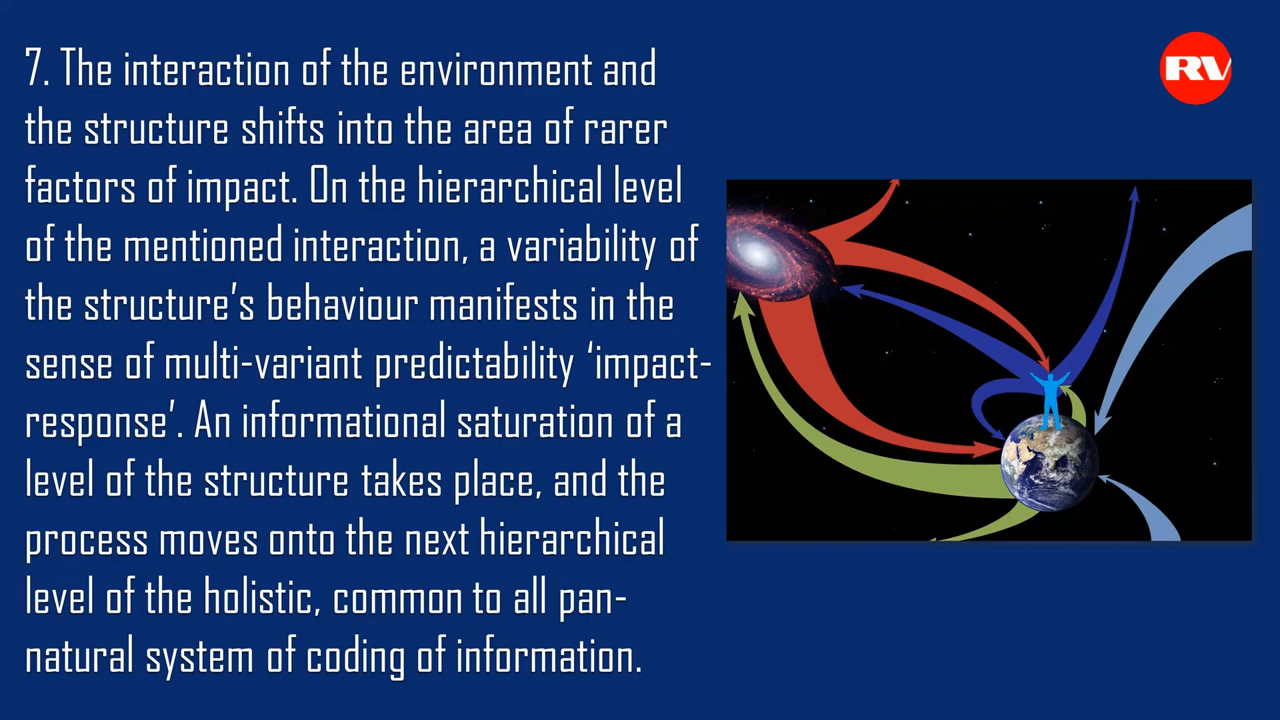 7. The interaction of the environment and
the structure shifts into the area of rarer
factors of impact. On the hierarchical level
of the mentioned interaction, a variability of
the structure's behaviour manifests in the
sense of multi-variant predictability ‘impact-
response’. An informational saturation of a
level of the structure takes place, and the
process moves onto the next hierarchical
level of the holistic, common to all pan-
natural system of coding of information.
RV